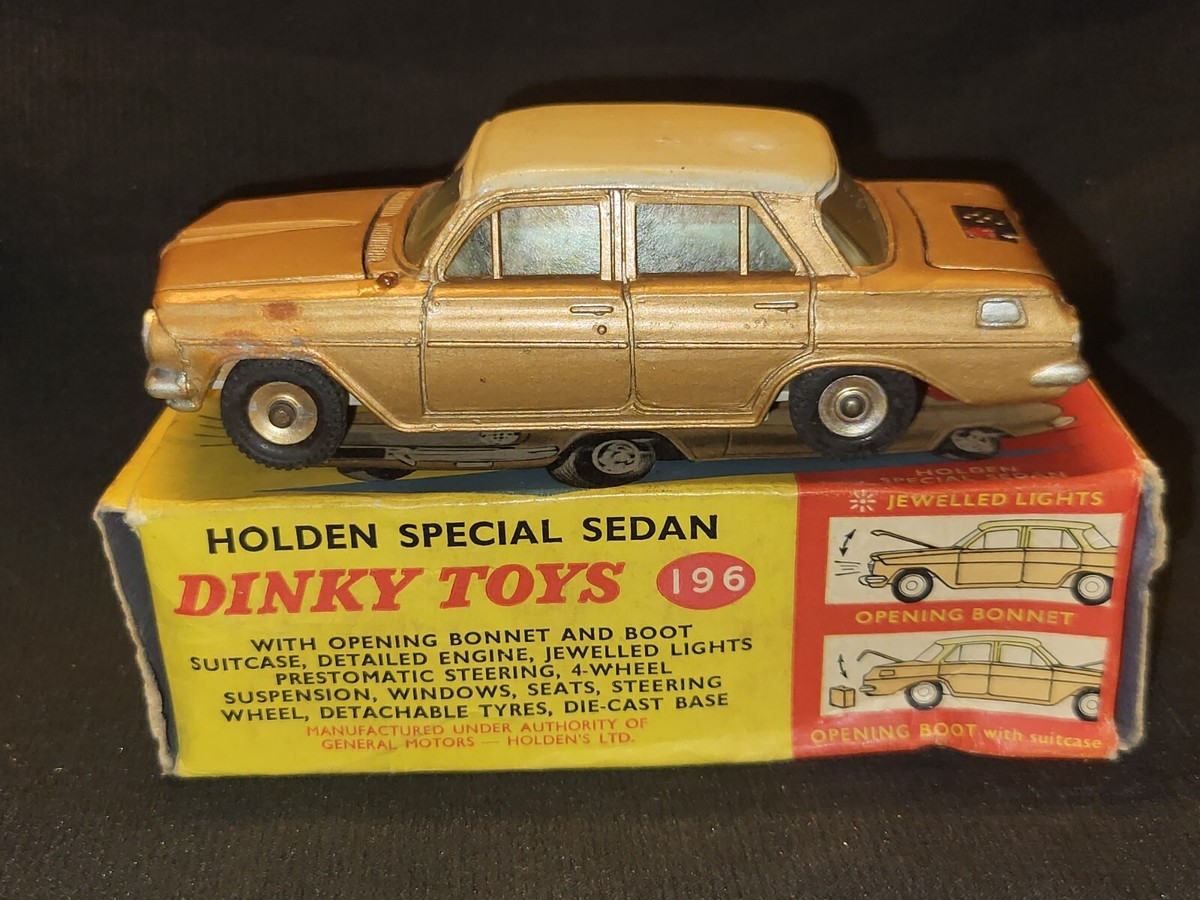 HOLDEN SPECIAL SEDAN
DINKY TOYS 196
WITH OPENING BONNET AND BOOT
SUITCASE, DETAILED ENGINE, JEWELLED LIGHTS
PRESTOMATIC STEERING, 4-WHEEL
SUSPENSION, WINDOWS, SEATS, STEERING
WHEEL, DETACHABLE TYRES, DIE-CAST BASE
MANUFACTURED UNDER AUTHORITY OF
GENERAL MOTORS — HOLDEN'S LTD.
HOLDEN
SPECIAL SEDAN
JEWELLED LIGHTS
OPENING BONNET
OPENING BOOT with suitcase